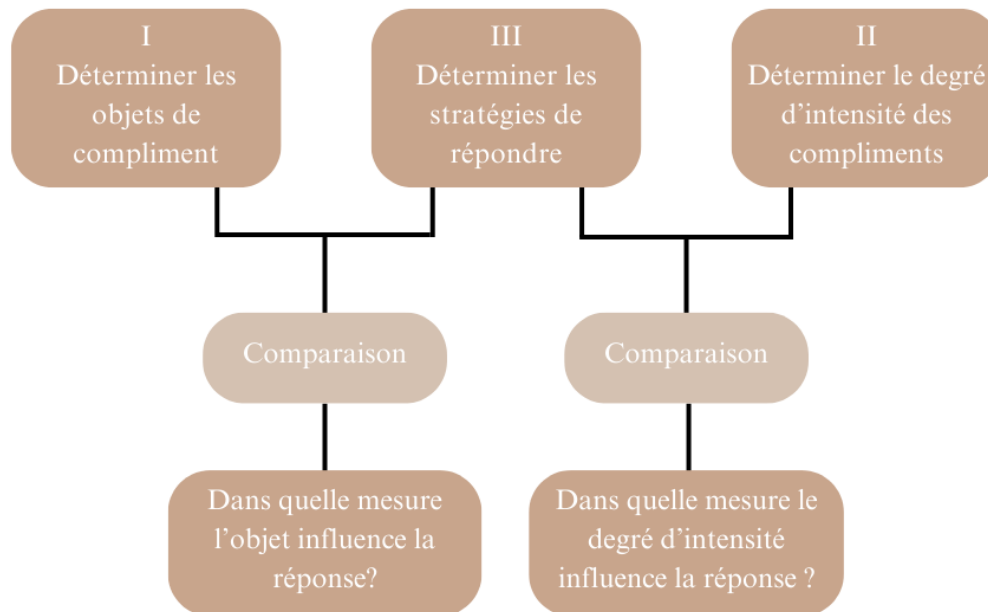 I
Déterminer les
objets de
compliment
III
Déterminer les
stratégies de
répondre
II
Déterminer le degré
d'intensité des
compliments
Comparaison
Comparaison
Dans quelle mesure
l'objet influence la
réponse?
Dans quelle mesure le
degré d'intensité
influence la réponse ?